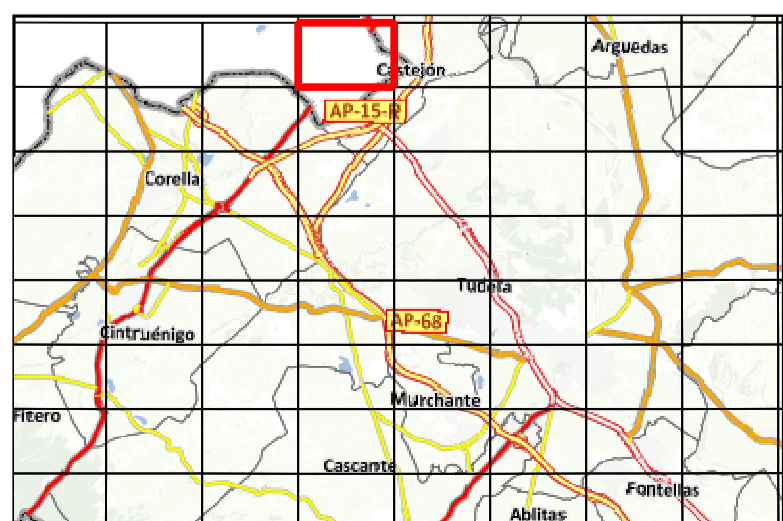 Arguedas
Castejón
AP-15-R
Corella
Tudela
AP-68
Cintruénigo
Murchante
Fitero
Cascante
Fontellas
Ablitas